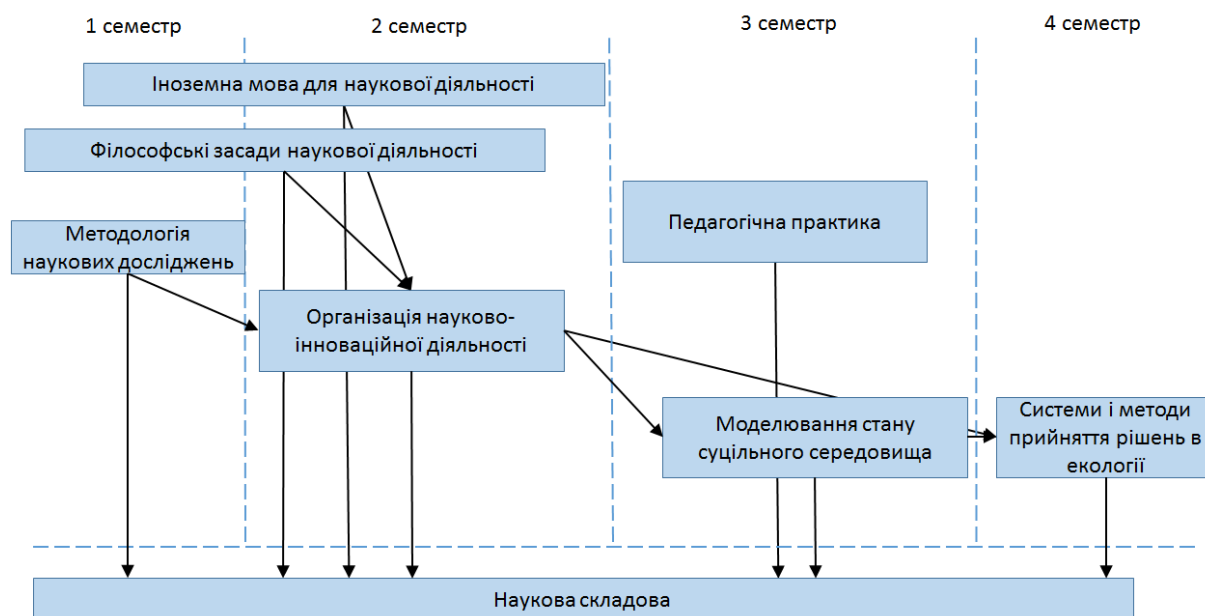 1 семестр
2 семестр
3 семестр
4 семестр
Іноземна мова для наукової діяльності
Філософські засади наукової діяльності
Методологія
наукових досліджень
Педагогічна практика
Організація науково-
інноваційної діяльності
Моделювання стану
суцільного середовища
Системи і методи
прийняття рішень в
екології
Наукова складова